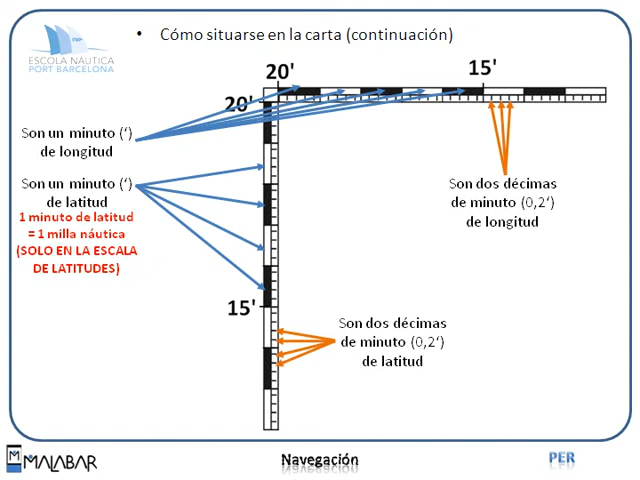 • Cómo situarse en la carta (continuación)
ESCOLA NÀUTICA
PORT BARCELONA
20'
15'
20'
Son un minuto (‘)
de longitud
Son un minuto (‘)
de latitud
1 minuto de latitud
= 1 milla náutica
(SOLO EN LA ESCALA
DE LATITUDES)
Son dos décimas
de minuto (0,2‘)
de longitud
15'
Son dos décimas
de minuto (0,2‘)
de latitud
MALABAR
Navegación
PER